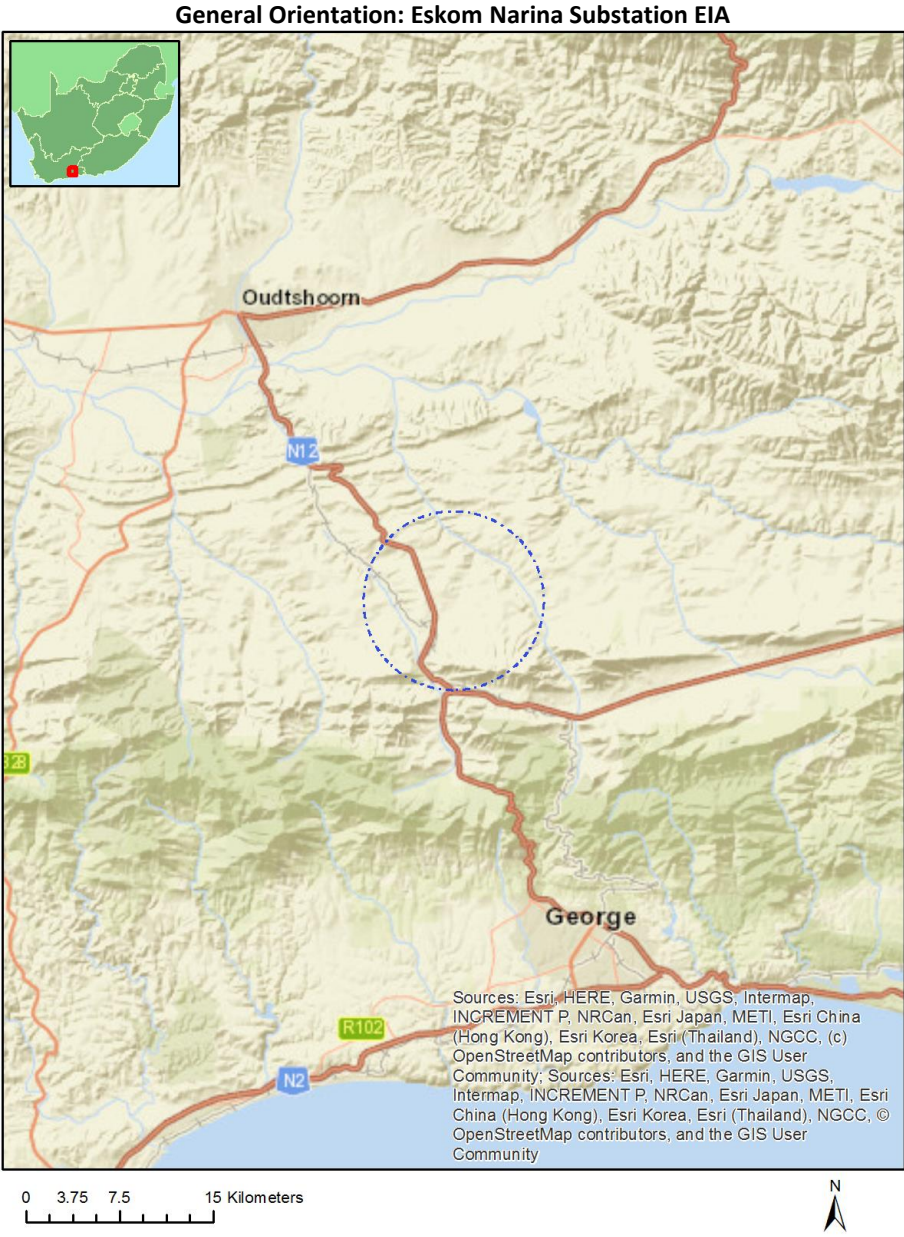 General Orientation: Eskom Narina Substation EIA
Oudtshoorn
N12
328
George
R102
N2
Sources: Esri, HERE, Garmin, USGS, Intermap,
INCREMENT P, NRCan, Esri Japan, METI, Esri China
(Hong Kong), Esri Korea, Esri (Thailand), NGCC, (c)
OpenStreetMap contributors, and the GIS User
Community; Sources: Esri, HERE, Garmin, USGS,
Intermap, INCREMENT P, NRCan, Esri Japan, METI, Esri
China (Hong Kong), Esri Korea, Esri (Thailand), NGCC, ©
OpenStreetMap contributors, and the GIS User
Community
0 3.75 7.5 15 Kilometers
N